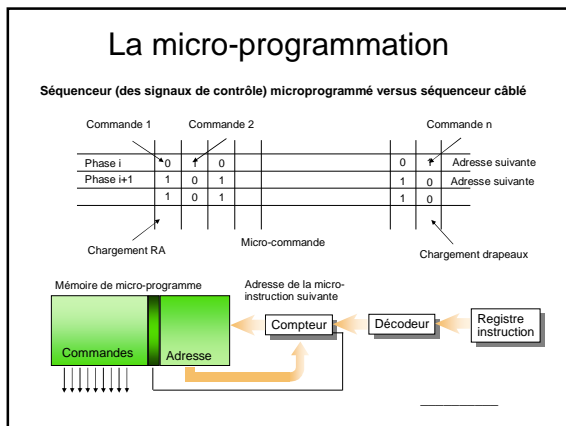 La micro-programmation
Séquenceur (des signaux de contrôle) microprogrammé versus séquenceur câblé
Commande 1 Commande 2 Commande n
Phase i 0 1 0 0 1 Adresse suivante
Phase i+1 1 0 1 1 0 Adresse suivante
1 0 1 1 0
Chargement RA Micro-commande Chargement drapeaux
Mémoire de micro-programme
Adresse de la micro-
instruction suivante
Commandes Adresse Compteur Décodeur Registre
instruction